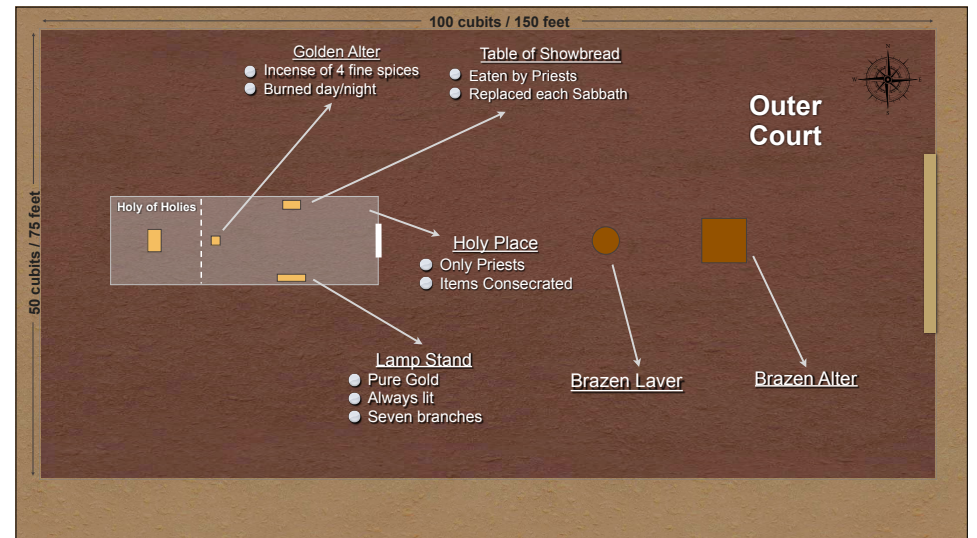 100 cubits / 150 feet
50 cubits / 75 feet
Golden Alter
Incense of 4 fine spices
Burned day/night
Table of Showbread
Eaten by Priests
Replaced each Sabbath
N
W
E
S
Outer
Court
Holy of Holies
Holy Place
Only Priests
Items Consecrated
Lamp Stand
Pure Gold
Always lit
Seven branches
Brazen Laver
Brazen Alter